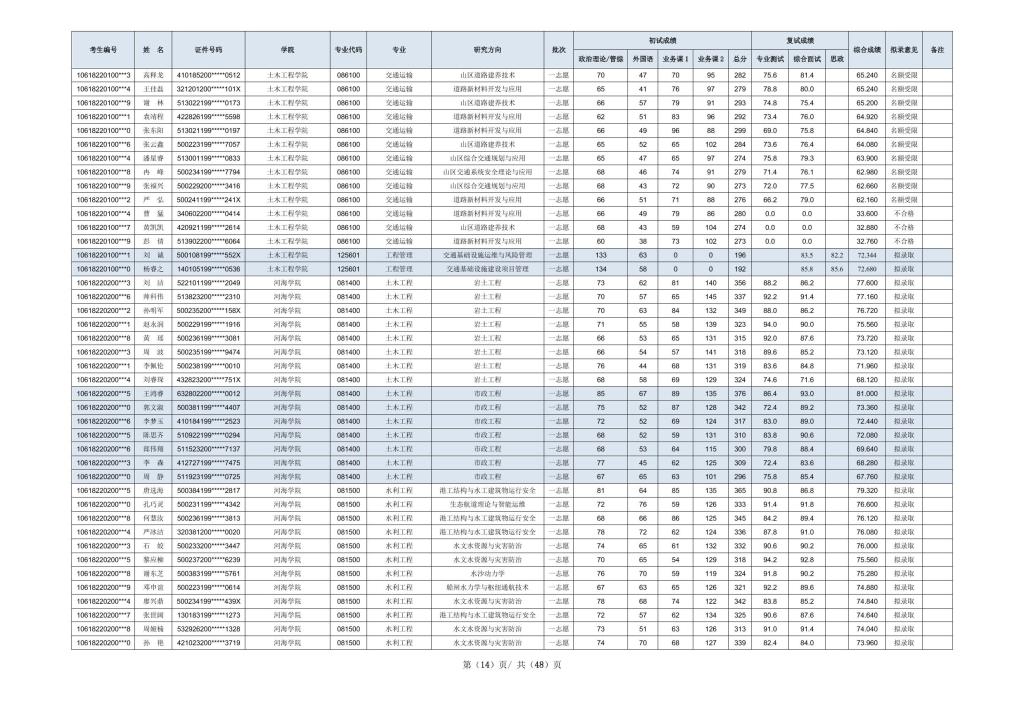 考生编号 姓 名 证件号码 学院 专业代码 专业 研究方向 批次 初试成绩 复试成绩 综合成绩 拟录意见 备注
政治理论/管综 外国语 业务课1 业务课2 总分 专业测试 综合面试 思政
10618220100***3 高释龙 410185200*****0512 土木工程学院 086100 交通运输 山区道路建养技术 一志愿 70 47 70 95 282 75.6 81.4 65.240 名额受限
10618220100***4 王佳磊 321201200*****101X 土木工程学院 086100 交通运输 道路新材料开发与应用 一志愿 65 41 76 97 279 78.8 80.0 65.240 名额受限
10618220100***9 谢 林 513022199*****0173 土木工程学院 086100 交通运输 山区道路建养技术 一志愿 66 57 79 91 293 74.8 75.4 65.200 名额受限
10618220100***1 袁靖程 422826199*****5598 土木工程学院 086100 交通运输 道路新材料开发与应用 一志愿 62 51 83 96 292 73.4 76.0 64.920 名额受限
10618220100***0 张东阳 513021199*****0197 土木工程学院 086100 交通运输 道路新材料开发与应用 一志愿 66 49 96 88 299 69.0 75.8 64.840 名额受限
10618220100***6 张云鑫 500223199*****7057 土木工程学院 086100 交通运输 山区道路建养技术 一志愿 65 52 65 102 284 73.6 76.4 64.080 名额受限
10618220100***4 潘星睿 513001199*****0833 土木工程学院 086100 交通运输 山区综合交通规划与应用 一志愿 65 47 65 97 274 75.8 79.3 63.900 名额受限
10618220100***8 冉 峰 500234199*****7794 土木工程学院 086100 交通运输 山区交通系统安全理论与应用 一志愿 68 46 74 91 279 71.4 76.1 62.980 名额受限
10618220100***9 张福兴 500229200*****3416 土木工程学院 086100 交通运输 山区综合交通规划与应用 一志愿 68 43 72 90 273 72.0 77.5 62.660 名额受限
10618220100***2 严 弘 500241199*****241X 土木工程学院 086100 交通运输 道路新材料开发与应用 一志愿 66 51 71 88 276 66.2 79.0 62.160 名额受限
10618220100***4 曹 猛 340602200*****0414 土木工程学院 086100 交通运输 道路新材料开发与应用 一志愿 66 49 79 86 280 0.0 0.0 33.600 不合格
10618220100***7 黄凯凯 420921199*****2614 土木工程学院 086100 交通运输 山区道路建养技术 一志愿 68 43 59 104 274 0.0 0.0 32.880 不合格
10618220100***9 彭 倩 513902200*****6064 土木工程学院 086100 交通运输 道路新材料开发与应用 一志愿 60 38 73 102 273 0.0 0.0 32.760 不合格
10618220200***1 刘 诚 500108199*****552X 土木工程学院 125601 工程管理 交通基础设施运维与风险管理 一志愿 133 63 0 0 196 83.5 82.2 72.344 拟录取
10618220200***0 杨睿之 140105199*****0536 土木工程学院 125601 工程管理 交通基础设施建设项目管理 一志愿 134 58 0 0 192 85.8 85.6 72.680 拟录取
10618220200***3 刘 洁 522101199*****2049 河海学院 081400 土木工程 岩土工程 一志愿 73 62 81 140 356 88.2 86.2 77.600 拟录取
10618220200***6 帅科伟 513823200*****2310 河海学院 081400 土木工程 岩土工程 一志愿 70 57 65 145 337 92.2 91.4 77.160 拟录取
10618220200***2 孙明军 500235200*****158X 河海学院 081400 土木工程 岩土工程 一志愿 70 63 84 132 349 88.0 86.2 76.720 拟录取
10618220200***1 赵永润 500229199*****1916 河海学院 081400 土木工程 岩土工程 一志愿 71 55 58 139 323 94.0 90.0 75.560 拟录取
10618220200***8 黄 瑶 500236199*****3081 河海学院 081400 土木工程 岩土工程 一志愿 66 53 65 131 315 92.0 87.6 73.720 拟录取
10618220200***3 周 波 500235199*****9474 河海学院 081400 土木工程 岩土工程 一志愿 66 54 57 141 318 89.6 85.2 73.120 拟录取
10618220200***1 李佩伦 500238199*****0010 河海学院 081400 土木工程 岩土工程 一志愿 76 44 68 131 319 83.6 84.8 71.960 拟录取
10618220200***4 刘睿琛 432823200*****751X 河海学院 081400 土木工程 岩土工程 一志愿 68 58 69 129 324 74.6 71.6 68.120 拟录取
10618220200***5 王鸿睿 632802200*****0012 河海学院 081400 土木工程 市政工程 一志愿 85 67 89 135 376 86.4 93.0 81.000 拟录取
10618220200***0 郭文淑 500381199*****4407 河海学院 081400 土木工程 市政工程 一志愿 75 52 87 128 342 72.4 89.2 73.360 拟录取
10618220200***6 李梦玉 410184199*****2523 河海学院 081400 土木工程 市政工程 一志愿 72 52 69 124 317 83.0 89.0 72.440 拟录取
10618220200***5 陈思齐 510922199*****0294 河海学院 081400 土木工程 市政工程 一志愿 68 52 59 131 310 83.8 90.6 72.080 拟录取
10618220200***6 郎伟翔 511523200*****7137 河海学院 081400 土木工程 市政工程 一志愿 68 53 64 115 300 79.8 88.4 69.640 拟录取
10618220200***3 李 森 412727199*****7475 河海学院 081400 土木工程 市政工程 一志愿 77 45 62 125 309 72.4 83.6 68.280 拟录取
10618220200***0 周 静 511923199*****0725 河海学院 081400 土木工程 市政工程 一志愿 67 65 63 101 296 75.8 85.4 67.760 拟录取
10618220200***5 唐选海 500384199*****2817 河海学院 081500 水利工程 港工结构与水工建筑物运行安全 一志愿 81 64 85 135 365 90.8 86.8 79.320 拟录取
10618220200***0 孔巧灵 500231199*****4342 河海学院 081500 水利工程 生态航道理论与智能运维 一志愿 72 76 59 126 333 91.4 91.8 76.600 拟录取
10618220200***8 何慧玫 500236199*****3813 河海学院 081500 水利工程 港工结构与水工建筑物运行安全 一志愿 68 66 86 125 345 84.2 89.4 76.120 拟录取
10618220200***4 严冰洁 320381200*****0020 河海学院 081500 水利工程 港工结构与水工建筑物运行安全 一志愿 78 72 62 124 336 87.8 91.0 76.080 拟录取
10618220200***3 石 皎 500233200*****3447 河海学院 081500 水利工程 水文水资源与灾害防治 一志愿 74 65 61 132 332 90.6 90.2 76.000 拟录取
10618220200***5 黎应柳 500237200*****6239 河海学院 081500 水利工程 水文水资源与灾害防治 一志愿 70 65 54 129 318 94.2 92.8 75.560 拟录取
10618220200***8 谢东芝 500383199*****5761 河海学院 081500 水利工程 水沙动力学 一志愿 76 70 59 119 324 91.8 90.2 75.280 拟录取
10618220200***9 邓申谊 500223199*****0614 河海学院 081500 水利工程 船闸水力学与枢纽通航技术 一志愿 67 63 65 126 321 92.2 89.6 74.880 拟录取
10618220200***4 廖兴鼎 500234199*****439X 河海学院 081500 水利工程 水文水资源与灾害防治 一志愿 78 68 74 122 342 83.8 85.2 74.840 拟录取
10618220200***7 张世阔 130183199*****1273 河海学院 081500 水利工程 港工结构与水工建筑物运行安全 一志愿 72 57 62 134 325 90.6 87.6 74.640 拟录取
10618220200***8 周娅楠 532926200*****1328 河海学院 081500 水利工程 水文水资源与灾害防治 一志愿 73 51 63 126 313 91.0 91.4 74.040 拟录取
10618220200***0 孙 艳 421023200*****3719 河海学院 081500 水利工程 水文水资源与灾害防治 一志愿 74 70 68 127 339 82.4 84.0 73.960 拟录取
第（14）页/ 共（48）页